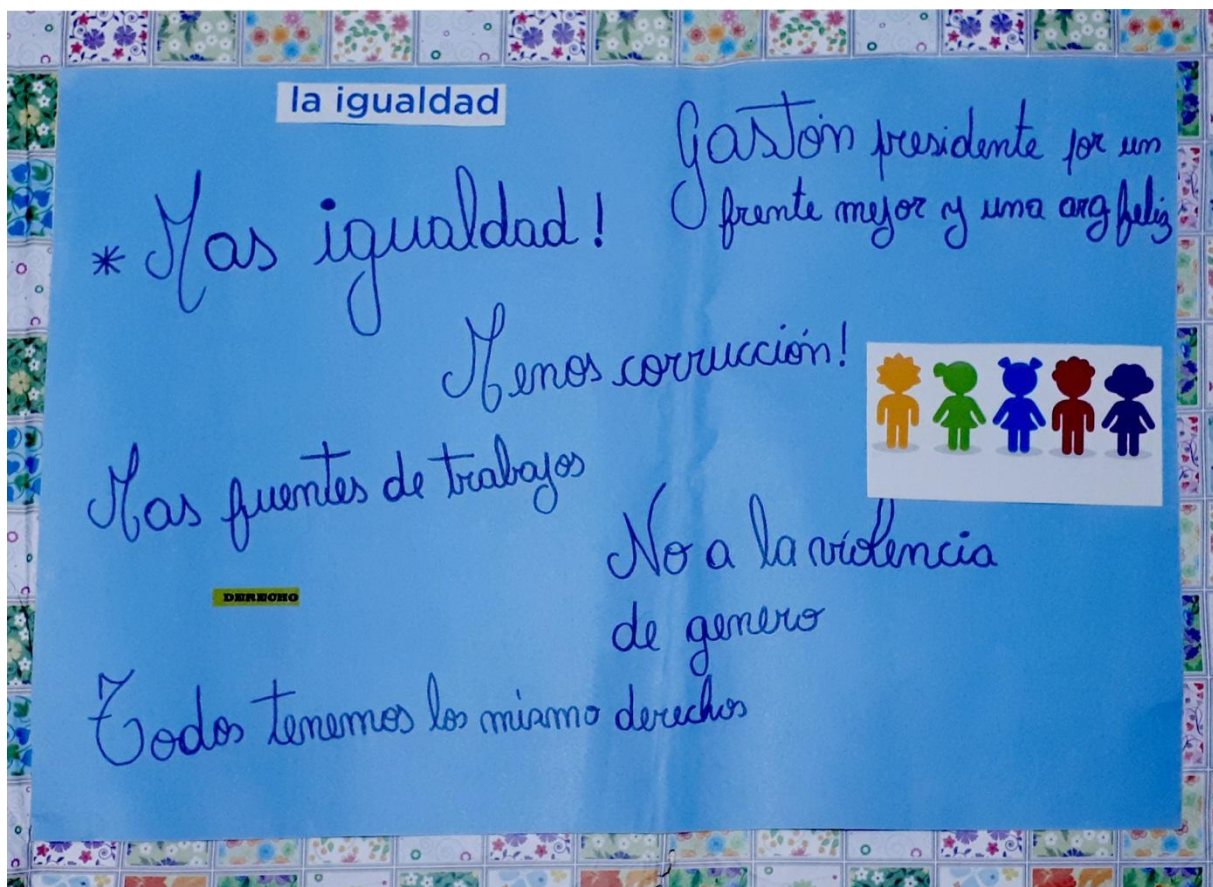 la igualdad
Gastón presidente por un
frente mejor y una arg feliz
* Mas igualdad!
Menos corrucción!
Mas fuentes de trabajos
No a la violencia
de genero
DERECHO
Todos tenemos los mismo derechos